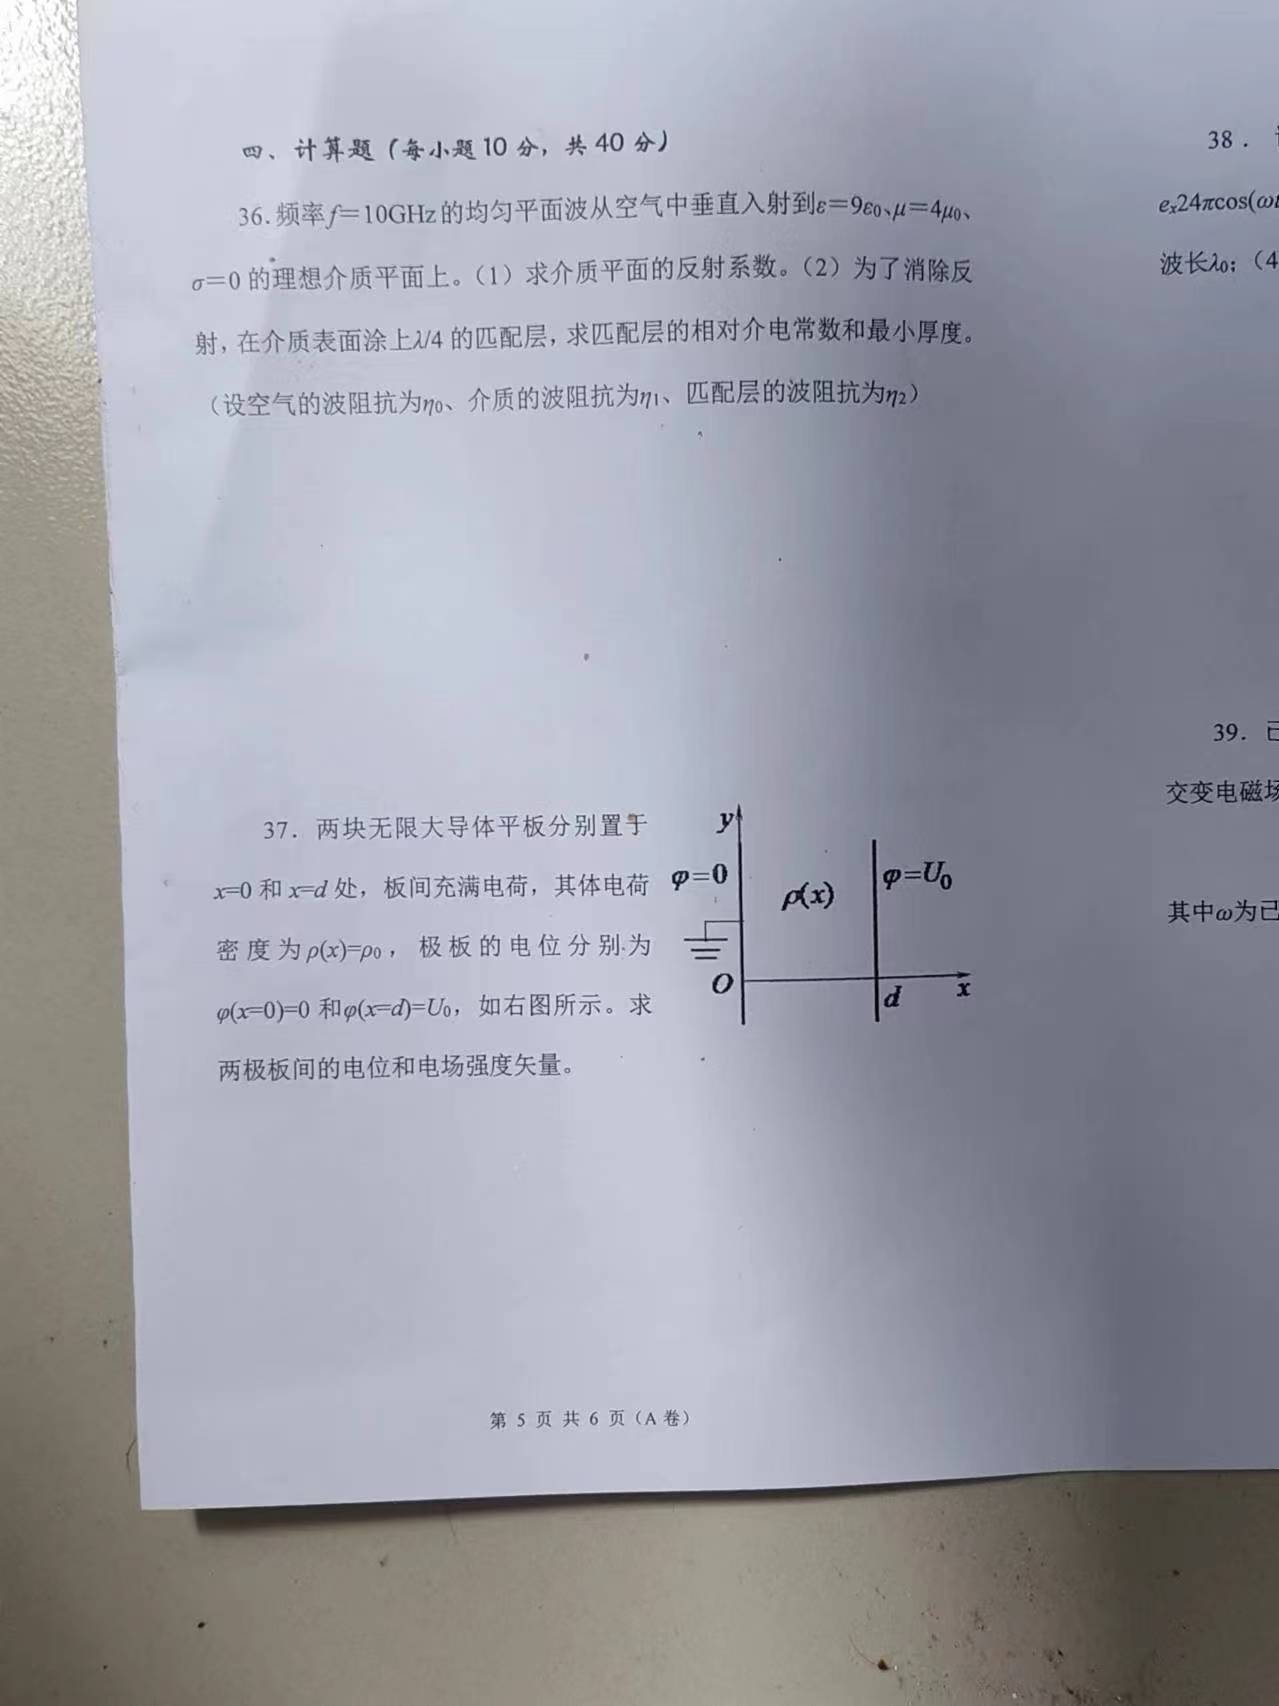 四、计算题（每小题 10 分，共 40 分）
36. 频率f＝10GHz 的均匀平面波从空气中垂直入射到ε＝9ε₀、μ＝4μ₀、
σ＝0 的理想介质平面上。（1）求介质平面的反射系数。（2）为了消除反
射，在介质表面涂上λ/4 的匹配层，求匹配层的相对介电常数和最小厚度。
（设空气的波阻抗为η₀、介质的波阻抗为η₁、匹配层的波阻抗为η₂）
37．两块无限大导体平板分别置于
x=0 和 x=d 处，板间充满电荷，其体电荷
密度为ρ(x)=ρ₀，极板的电位分别为
φ(x=0)=0 和φ(x=d)=U₀，如右图所示。求
两极板间的电位和电场强度矢量。
y
φ=0
ρ(x)
φ=U₀
O
d
x
第 5 页 共 6 页（A 卷）
38．
eₓ24πcos(ω
波长λ₀；（4
39．已
交变电磁场
其中ω为已